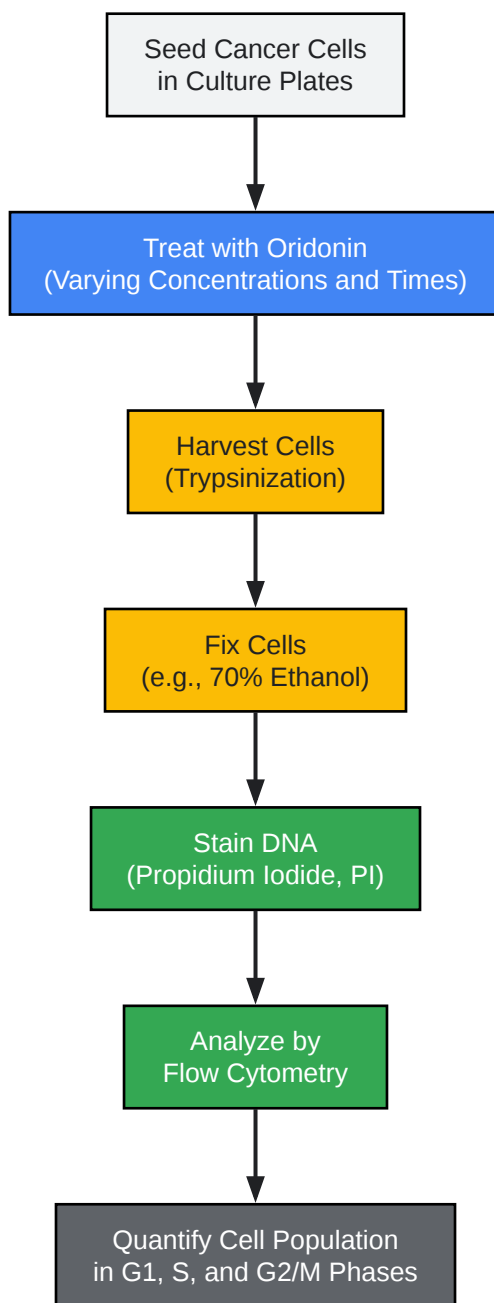 Seed Cancer Cells
in Culture Plates
Treat with Oridonin
(Varying Concentrations and Times)
Harvest Cells
(Trypsinization)
Fix Cells
(e.g., 70% Ethanol)
Stain DNA
(Propidium Iodide, PI)
Analyze by
Flow Cytometry
Quantify Cell Population
in G1, S, and G2/M Phases